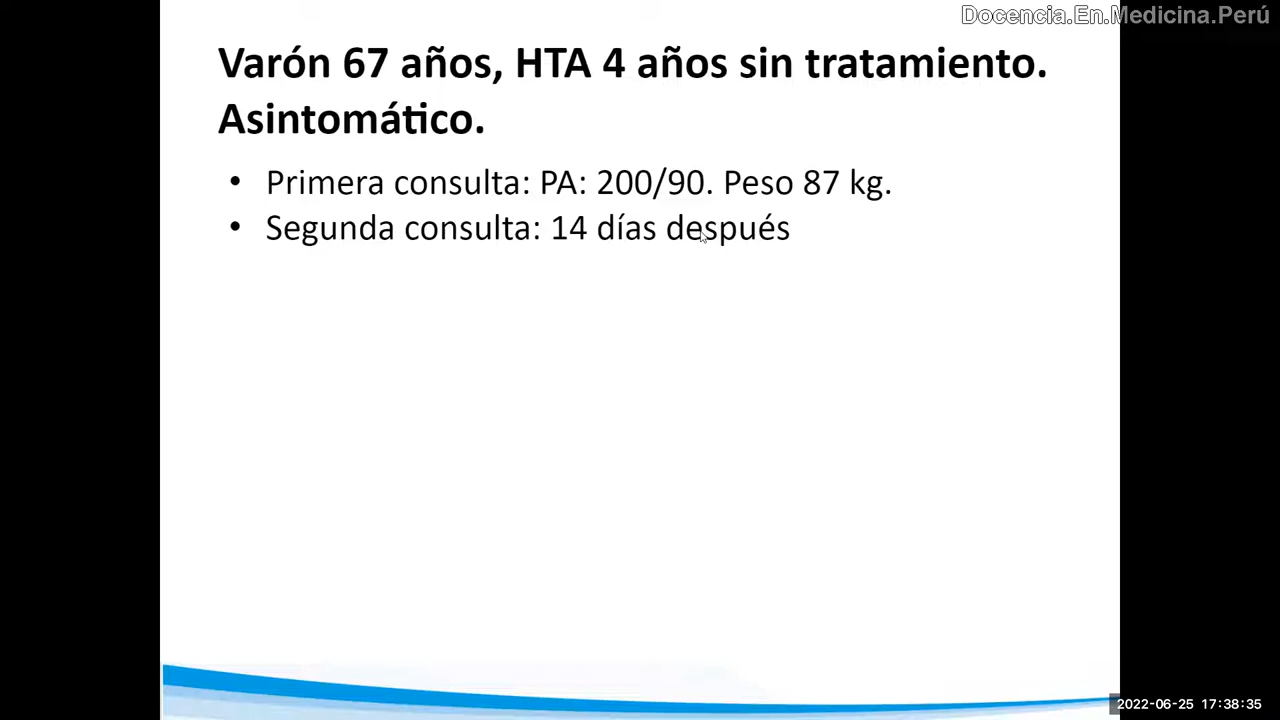 Docencia.En.Medicina.Perú
Varón 67 años, HTA 4 años sin tratamiento.
Asintomático.
• Primera consulta: PA: 200/90. Peso 87 kg.
• Segunda consulta: 14 días después
2022-06-25 17:38:35